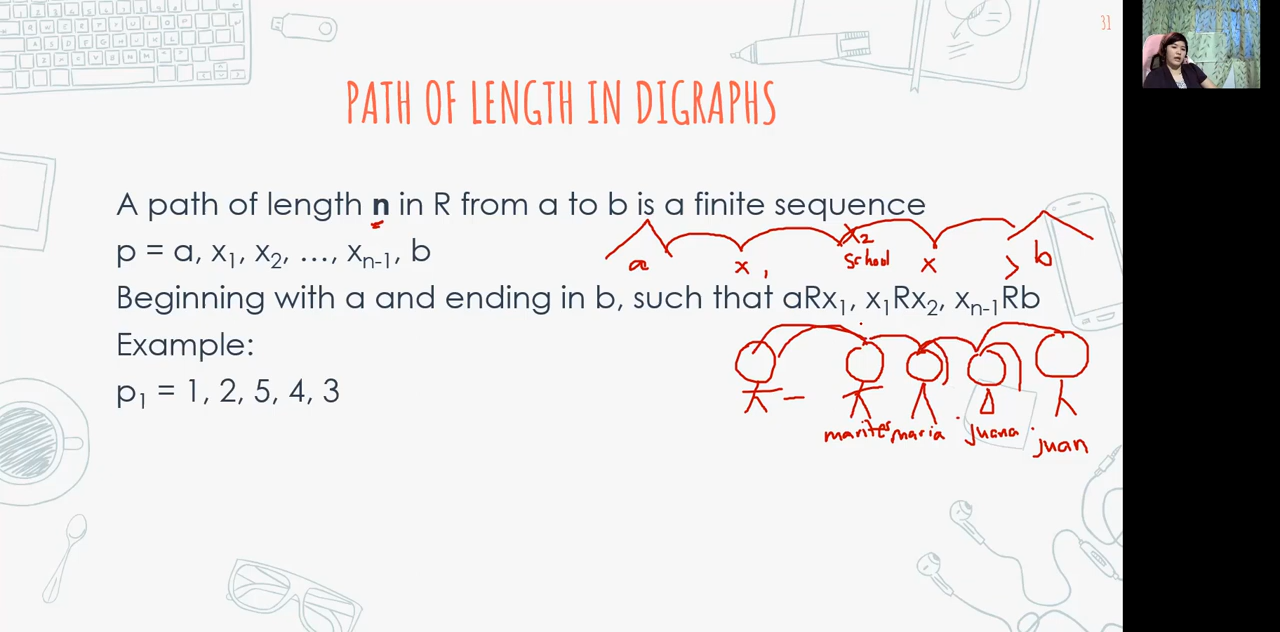 31
PATH OF LENGTH IN DIGRAPHS
A path of length n in R from a to b is a finite sequence
p = a, x₁, x₂, …, xₙ₋₁, b
a x₁ x₂ school x b
Beginning with a and ending in b, such that aRx₁, x₁Rx₂, xₙ₋₁Rb
Example:
p₁ = 1, 2, 5, 4, 3
marites maria juana juan